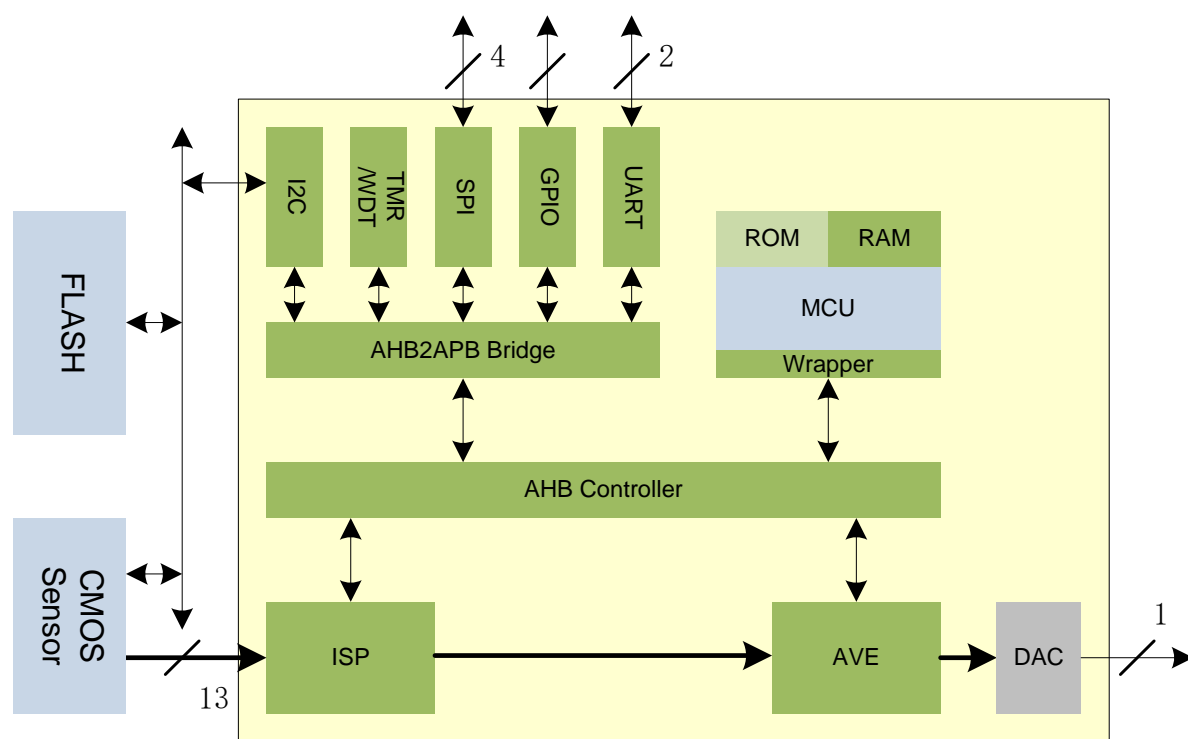 4
2
I2C
TMR
/WDT
SPI
GPIO
UART
ROM
RAM
FLASH
MCU
AHB2APB Bridge
Wrapper
AHB Controller
CMOS
Sensor
ISP
AVE
DAC
1
13